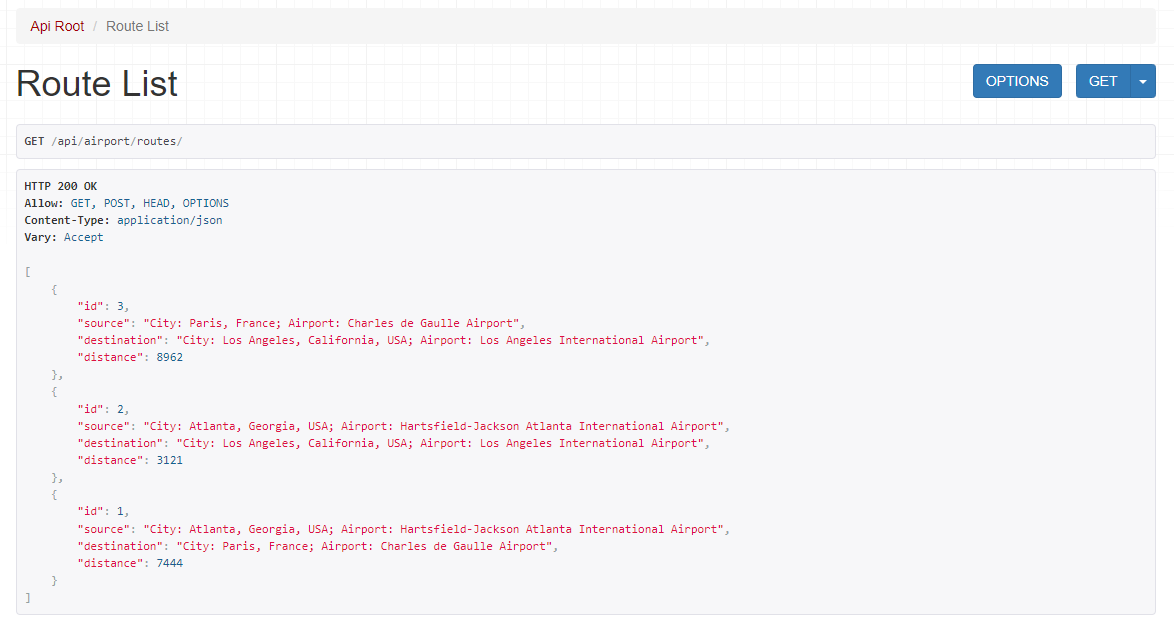 Api Root / Route List
Route List
OPTIONS GET
GET /api/airport/routes/
HTTP 200 OK
Allow: GET, POST, HEAD, OPTIONS
Content-Type: application/json
Vary: Accept
[
    {
        "id": 3,
        "source": "City: Paris, France; Airport: Charles de Gaulle Airport",
        "destination": "City: Los Angeles, California, USA; Airport: Los Angeles International Airport",
        "distance": 8962
    },
    {
        "id": 2,
        "source": "City: Atlanta, Georgia, USA; Airport: Hartsfield-Jackson Atlanta International Airport",
        "destination": "City: Los Angeles, California, USA; Airport: Los Angeles International Airport",
        "distance": 3121
    },
    {
        "id": 1,
        "source": "City: Atlanta, Georgia, USA; Airport: Hartsfield-Jackson Atlanta International Airport",
        "destination": "City: Paris, France; Airport: Charles de Gaulle Airport",
        "distance": 7444
    }
]